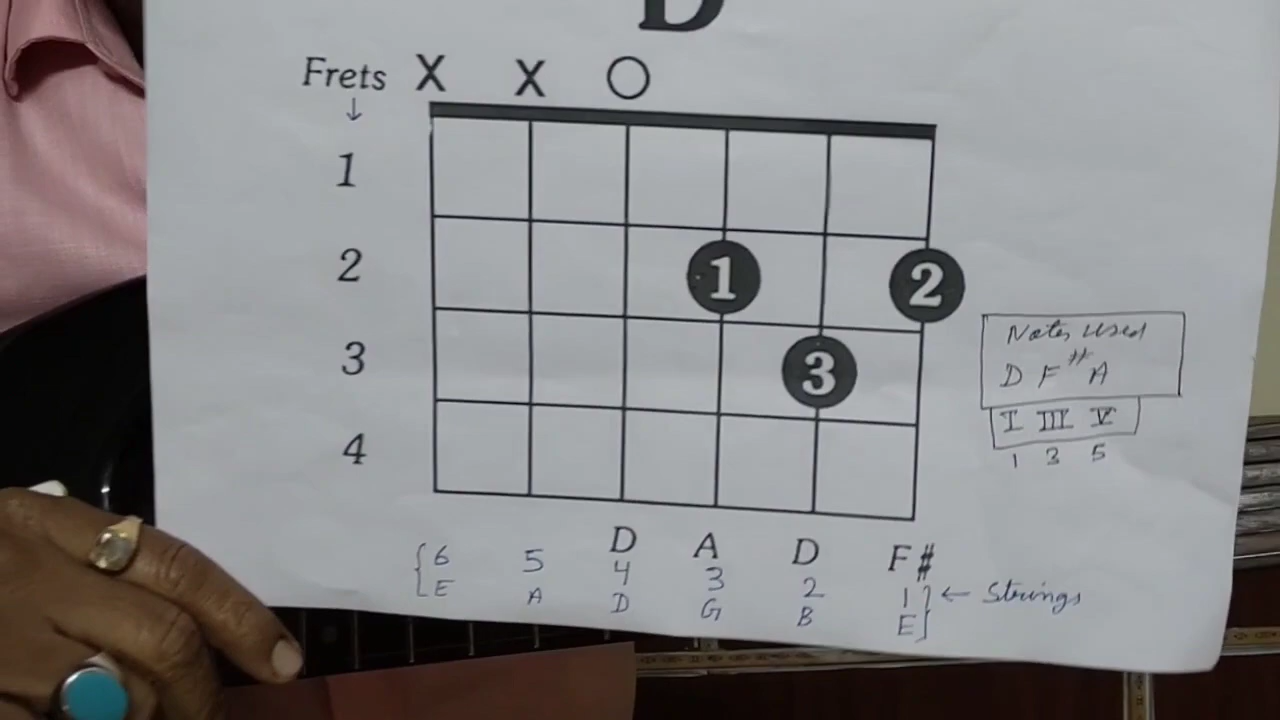 D
Frets X X O
↓
1
2 1 2
3 3
4
Notes Used
D F# A
I III V
1 3 5
D A D F#
6 5 4 3 2 1 ← Strings
E A D G B E